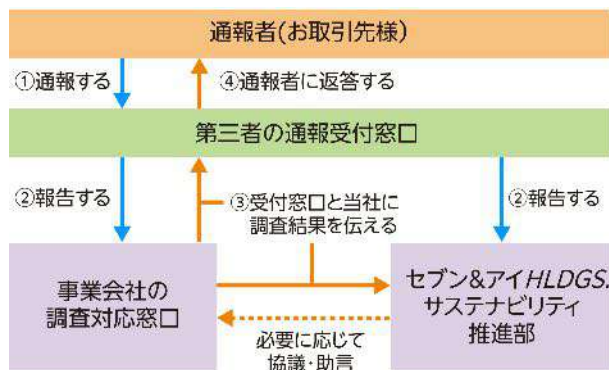 通報者(お取引先様)
①通報する
④通報者に返答する
第三者の通報受付窓口
②報告する
③受付窓口と当社に
調査結果を伝える
②報告する
事業会社の
調査対応窓口
セブン&アイHLDGS.
サステナビリティ
推進部
必要に応じて
協議・助言